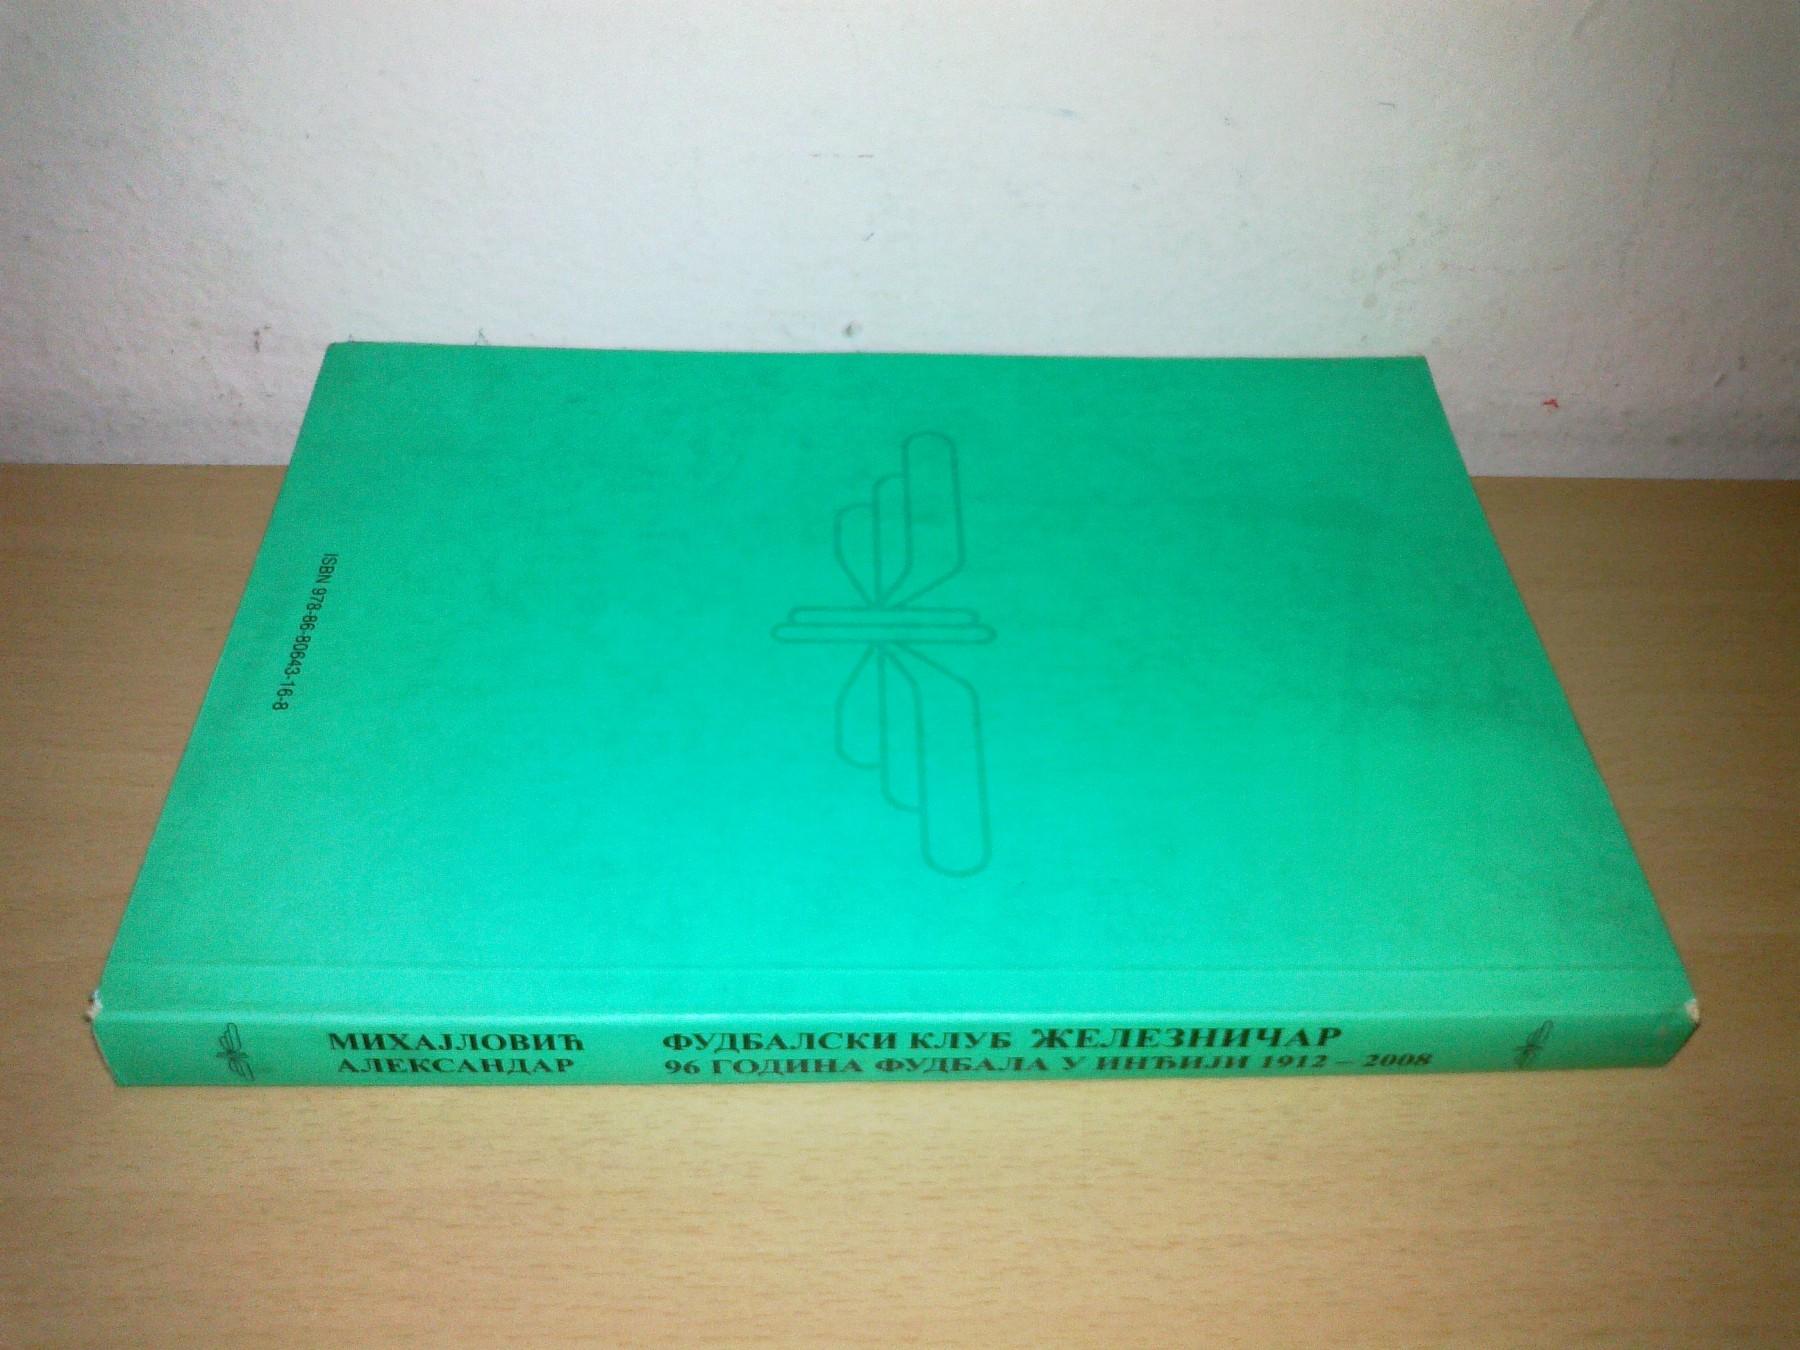 ISBN 978-86-80643-16-8
МИХАЈЛОВИЋ
АЛЕКСАНДАР
ФУДБАЛСКИ КЛУБ ЖЕЛЕЗНИЧАР
96 ГОДИНА ФУДБАЛА У ИНЂИЈИ 1912 – 2008